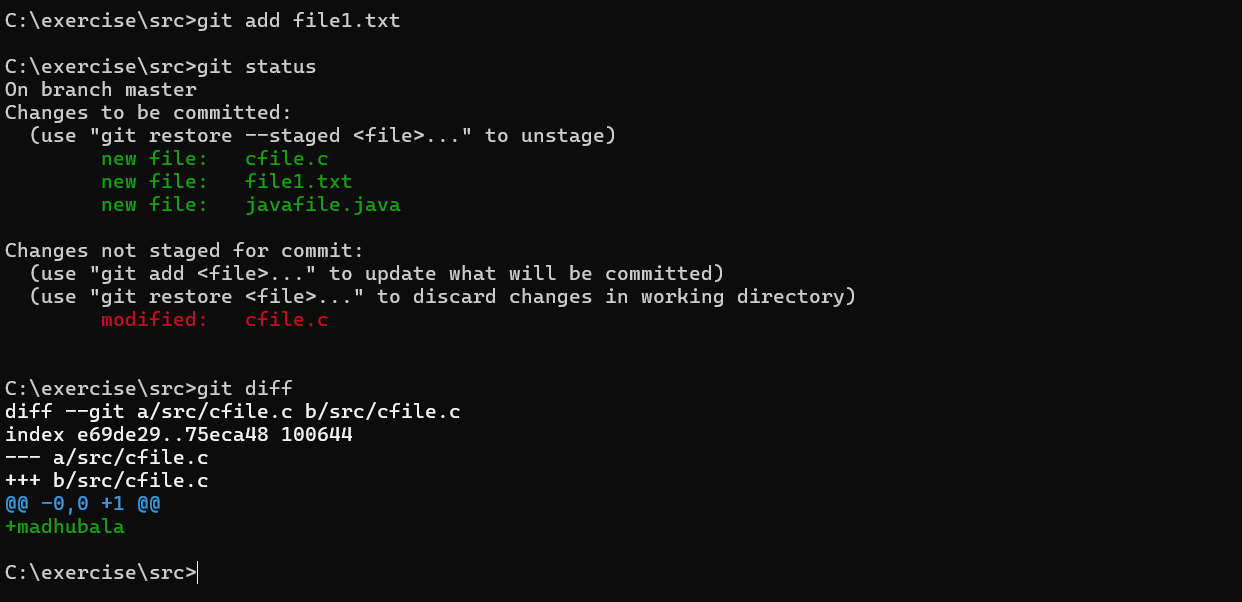 C:\exercise\src>git add file1.txt
C:\exercise\src>git status
On branch master
Changes to be committed:
  (use "git restore --staged <file>..." to unstage)
        new file:   cfile.c
        new file:   file1.txt
        new file:   javafile.java
Changes not staged for commit:
  (use "git add <file>..." to update what will be committed)
  (use "git restore <file>..." to discard changes in working directory)
        modified:   cfile.c
C:\exercise\src>git diff
diff --git a/src/cfile.c b/src/cfile.c
index e69de29..75eca48 100644
--- a/src/cfile.c
+++ b/src/cfile.c
@@ -0,0 +1 @@
+madhubala
C:\exercise\src>